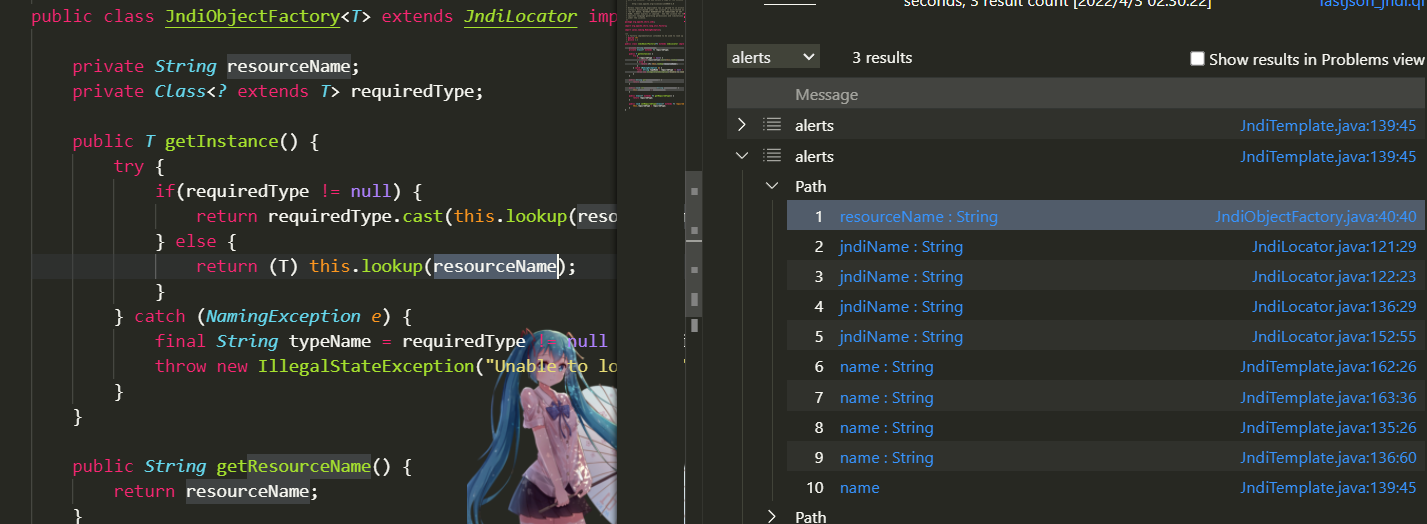 public class JndiObjectFactory<T> extends JndiLocator imp
private String resourceName;
private Class<? extends T> requiredType;
public T getInstance() {
try {
if(requiredType != null) {
return requiredType.cast(this.lookup(reso
} else {
return (T) this.lookup(resourceName);
}
} catch (NamingException e) {
final String typeName = requiredType != null
throw new IllegalStateException("Unable to lo
}
}
public String getResourceName() {
return resourceName;
}
seconds, 3 result count [2022/4/3 02:30:22]
fastjson_jndi.ql
alerts
3 results
Show results in Problems view
Message
alerts JndiTemplate.java:139:45
alerts JndiTemplate.java:139:45
Path
1 resourceName : String JndiObjectFactory.java:40:40
2 jndiName : String JndiLocator.java:121:29
3 jndiName : String JndiLocator.java:122:23
4 jndiName : String JndiLocator.java:136:29
5 jndiName : String JndiLocator.java:152:55
6 name : String JndiTemplate.java:162:26
7 name : String JndiTemplate.java:163:36
8 name : String JndiTemplate.java:135:26
9 name : String JndiTemplate.java:136:60
10 name JndiTemplate.java:139:45
Path